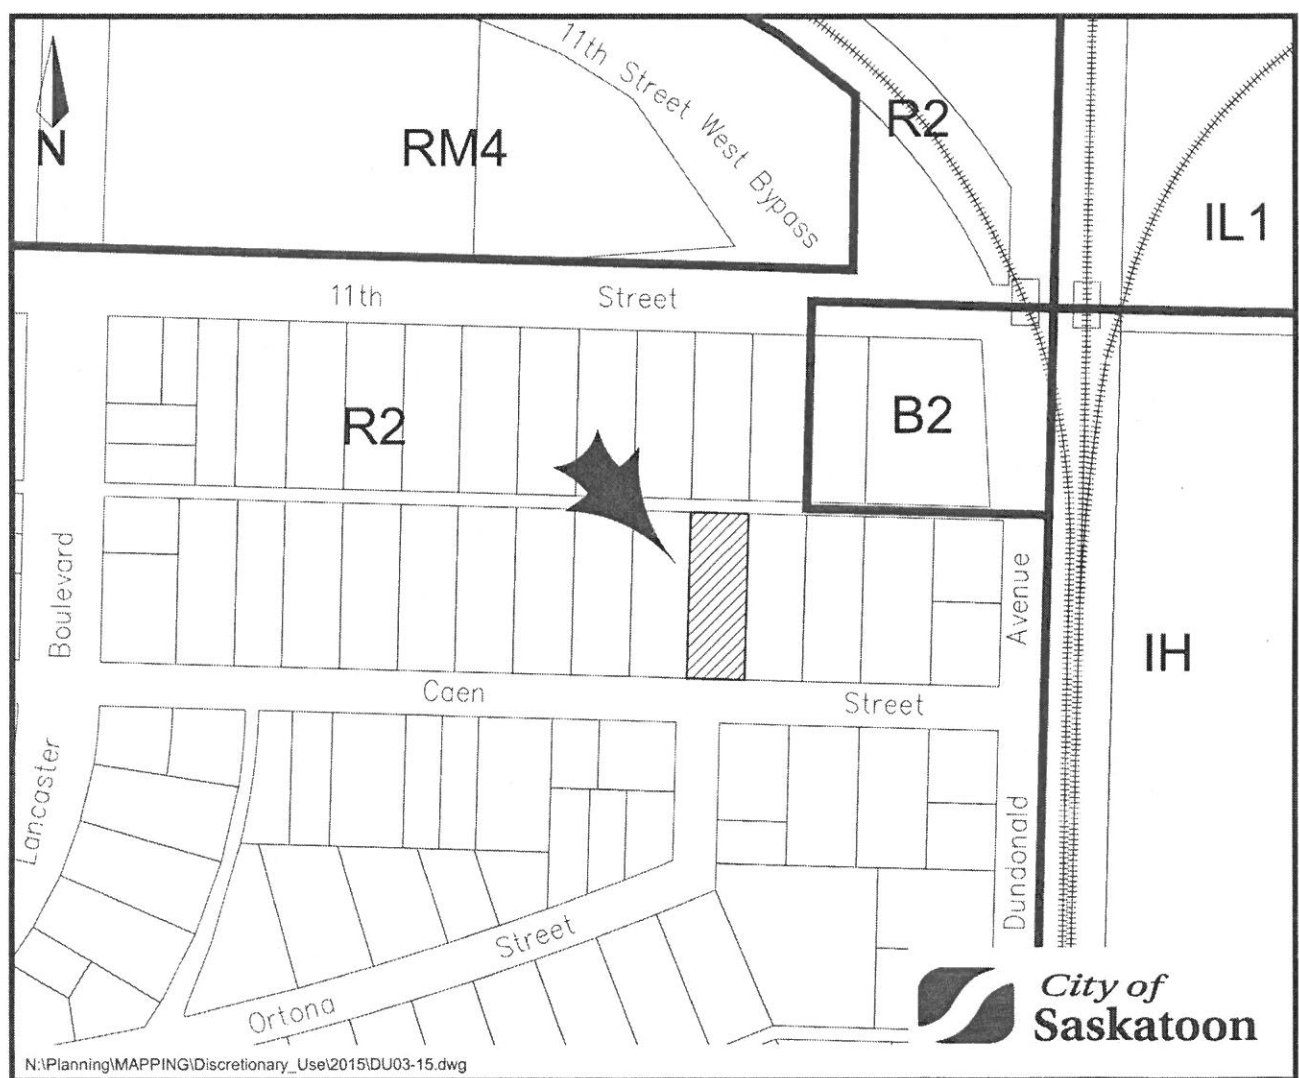 11th Street West Bypass
R2
RM4
N
IL1
11th Street
R2
B2
Boulevard
Avenue
IH
Caen Street
Lancaster
Dundonald
Ortona Street
City of
Saskatoon
N:\Planning\MAPPING\Discretionary_Use\2015\DU03-15.dwg